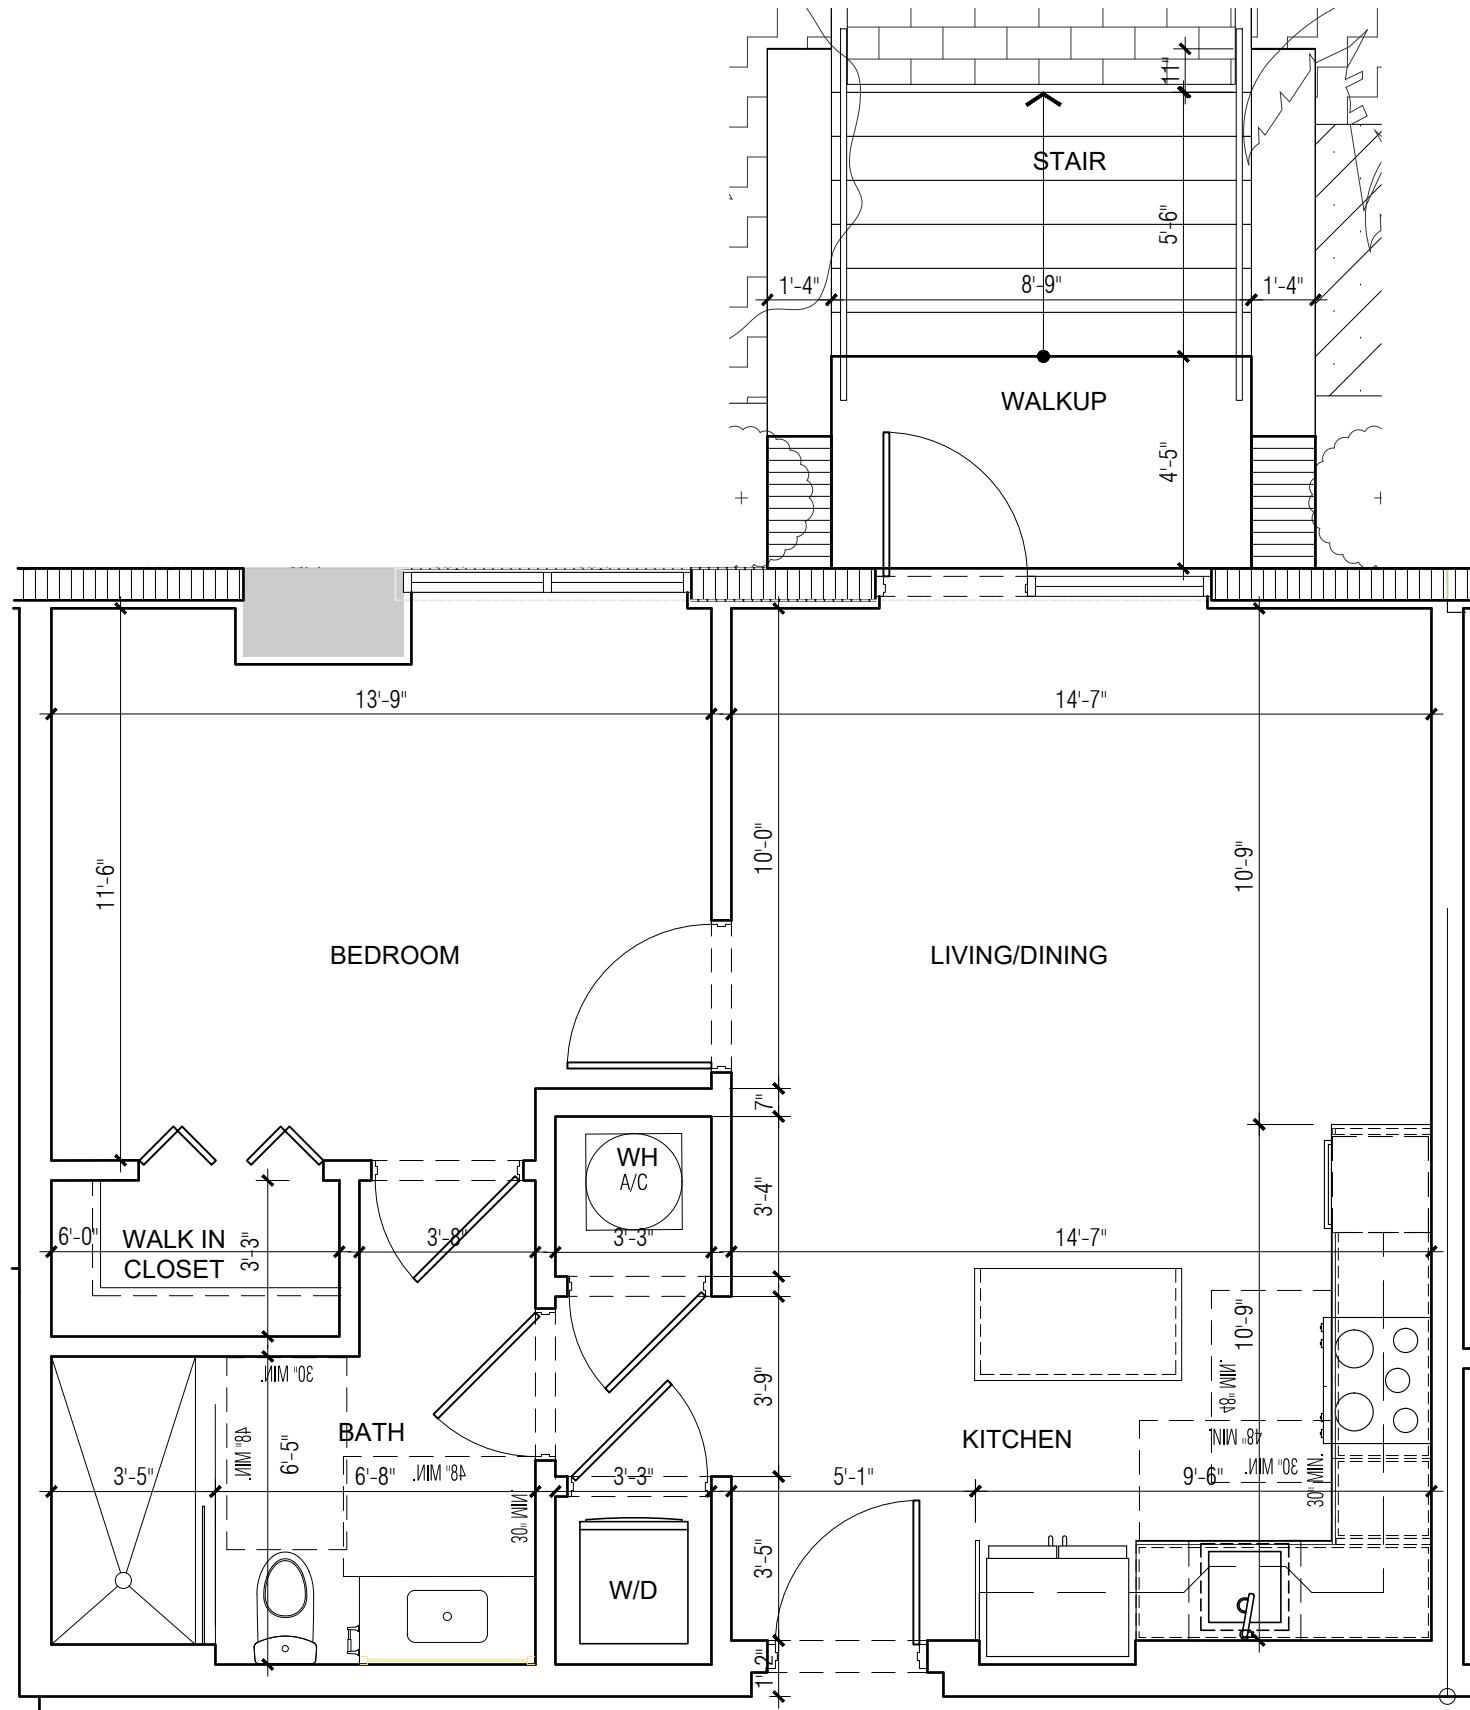 11"
STAIR
5'-6"
1'-4"
8'-9"
1'-4"
WALKUP
4'-5"
13'-9"
14'-7"
11'-6"
10'-0"
10'-9"
BEDROOM
LIVING/DINING
7"
WH
A/C
3'-4"
6'-0"
WALK IN
CLOSET
3'-3"
3'-8"
3'-3"
14'-7"
10'-9"
30" MIN.
3'-9"
48" MIN.
BATH
48" MIN.
6'-5"
KITCHEN
48" MIN.
30" MIN.
30" MIN.
3'-5"
6'-8"
48" MIN.
3'-3"
5'-1"
9'-6"
30" MIN.
3'-5"
W/D
1'-2"